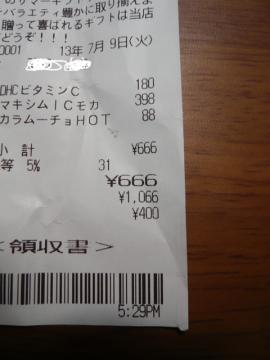 サマーギフト
バラエティ豊かに取り揃えま
贈って喜ばれるギフトは当店
どうぞ!!!
0001 13年 7月 9日(火)
DHCビタミンC 180
マキシムICモカ 398
カラムーチョHOT 88
小 計 ¥666
等 5% 31
¥666
¥1,066
¥400
<領収書>
5:29PM